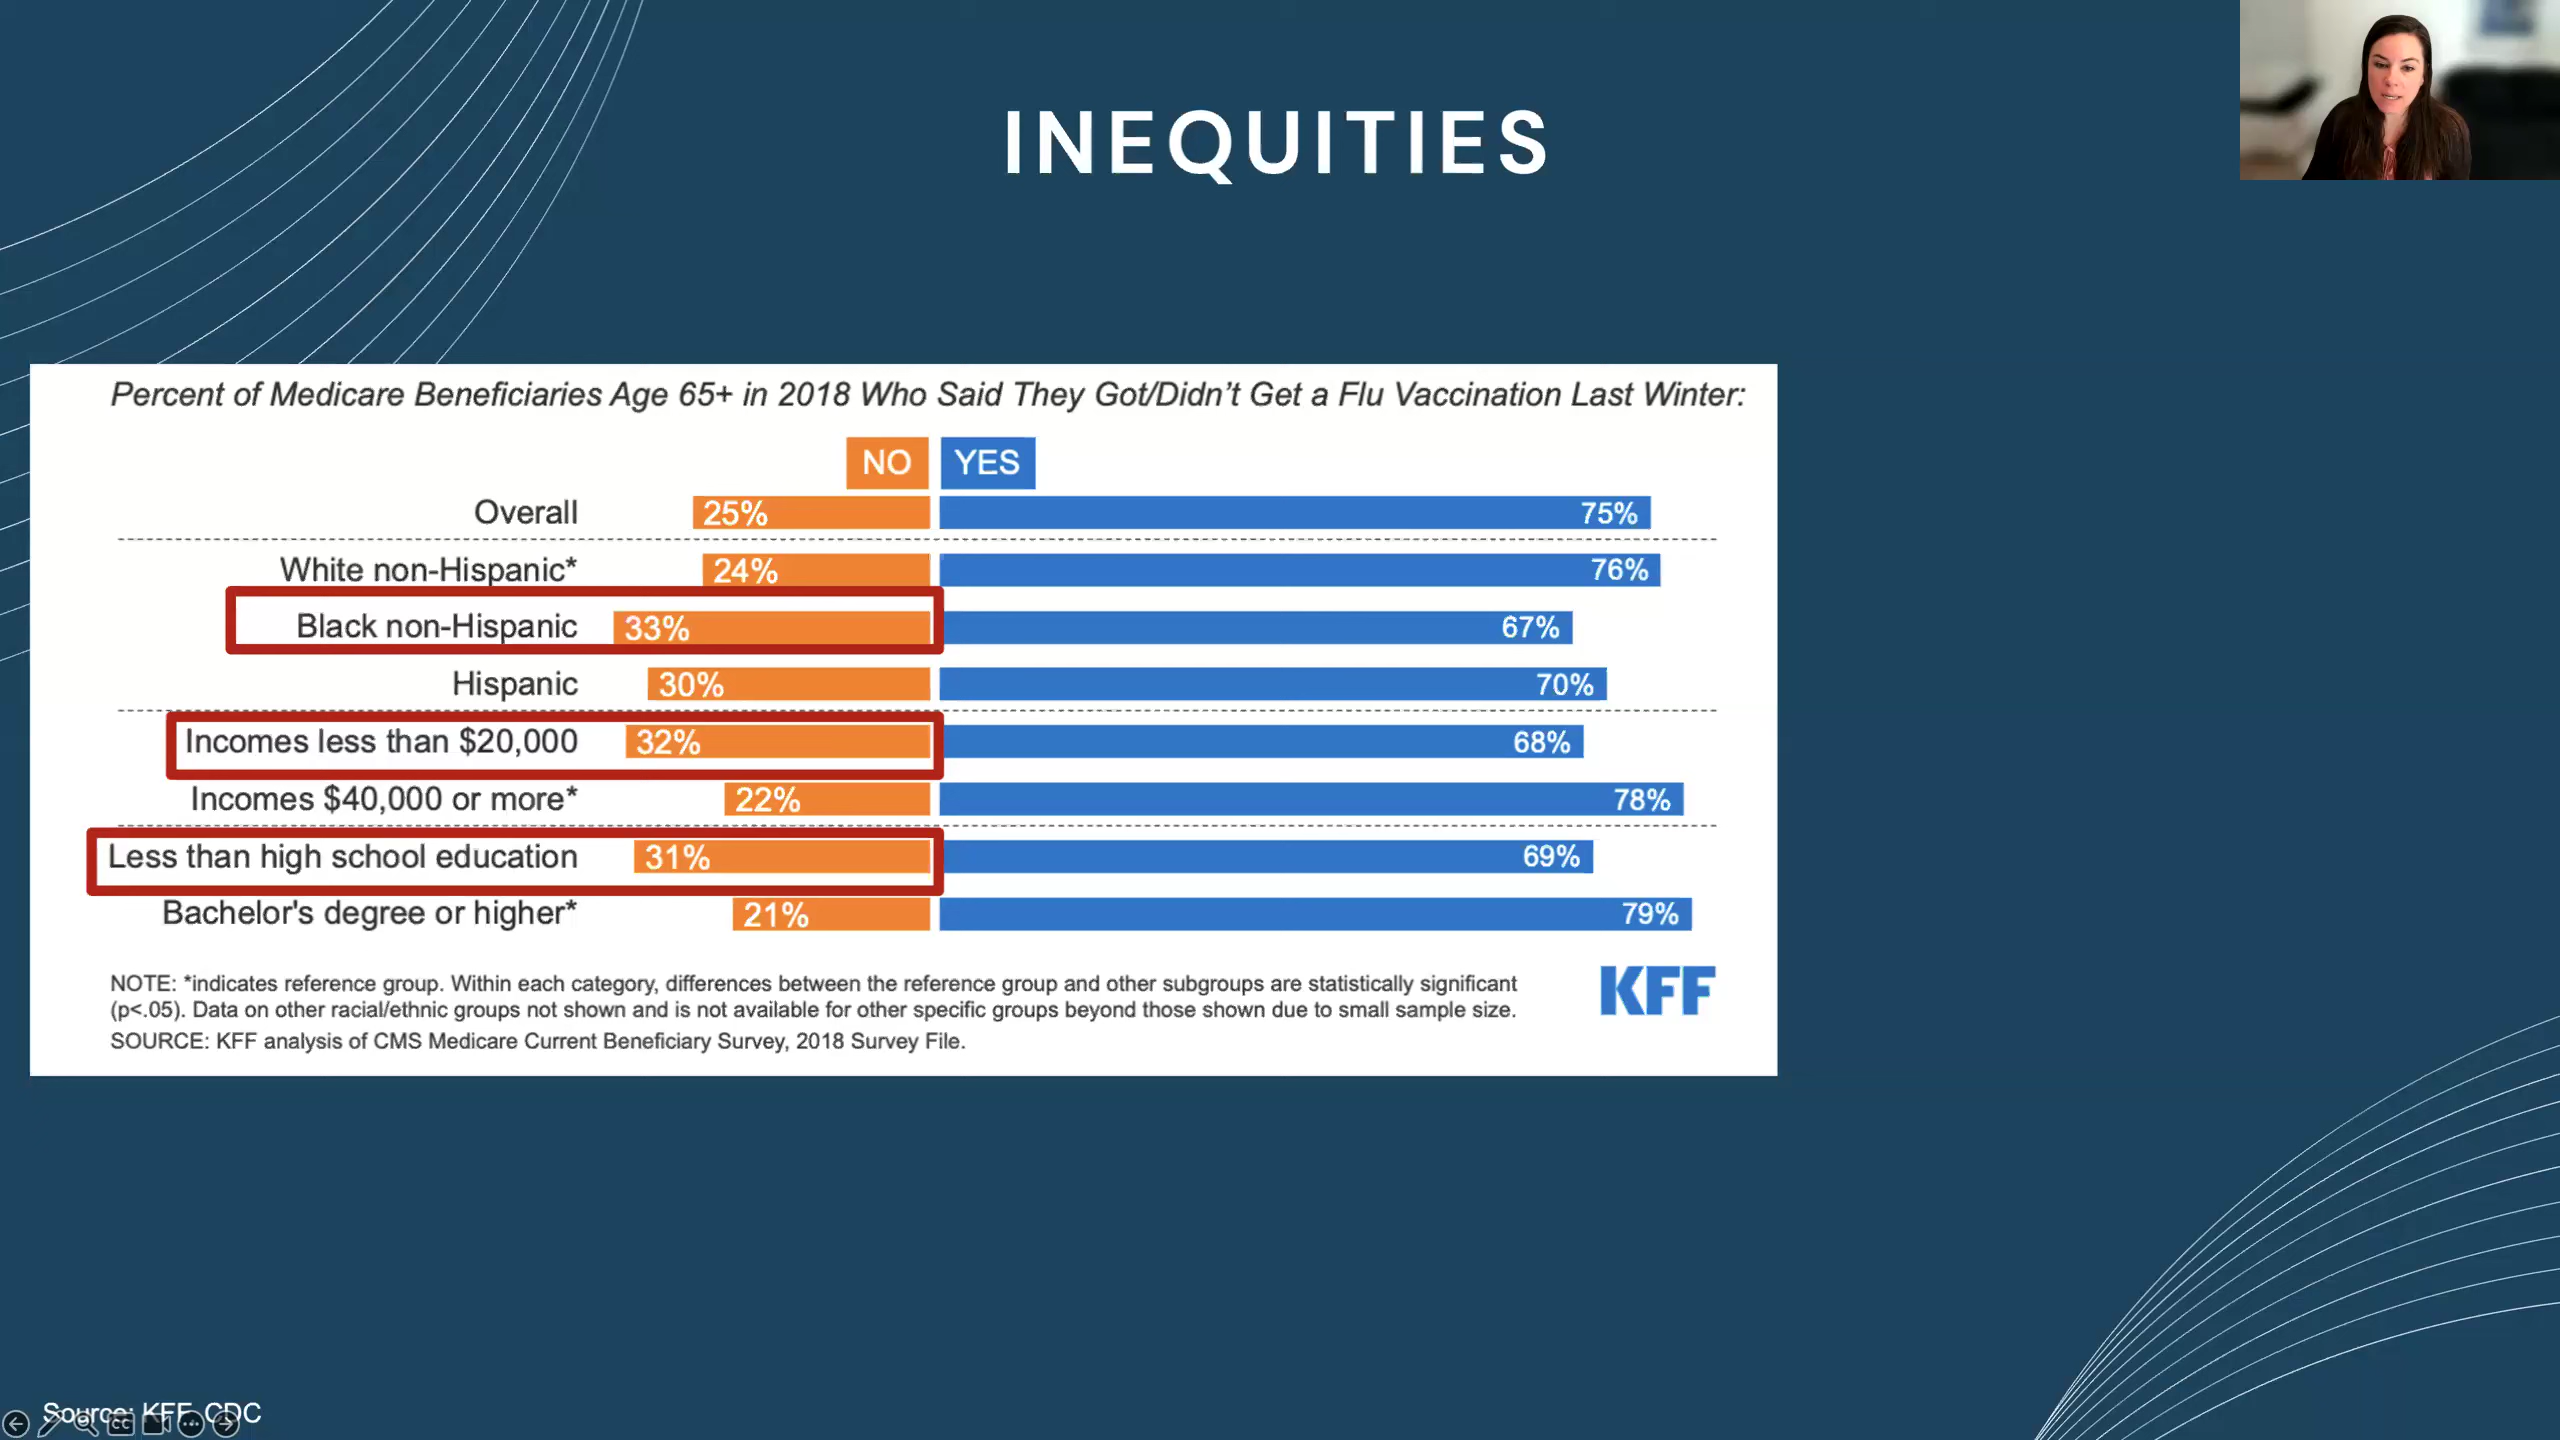 INEQUITIES
Percent of Medicare Beneficiaries Age 65+ in 2018 Who Said They Got/Didn't Get a Flu Vaccination Last Winter:
NO YES
Overall 25% 75%
White non-Hispanic* 24% 76%
Black non-Hispanic 33% 67%
Hispanic 30% 70%
Incomes less than $20,000 32% 68%
Incomes $40,000 or more* 22% 78%
Less than high school education 31% 69%
Bachelor's degree or higher* 21% 79%
NOTE: *indicates reference group. Within each category, differences between the reference group and other subgroups are statistically significant
(p<.05). Data on other racial/ethnic groups not shown and is not available for other specific groups beyond those shown due to small sample size.
SOURCE: KFF analysis of CMS Medicare Current Beneficiary Survey, 2018 Survey File.
KFF
Source: KFF, CDC
CC